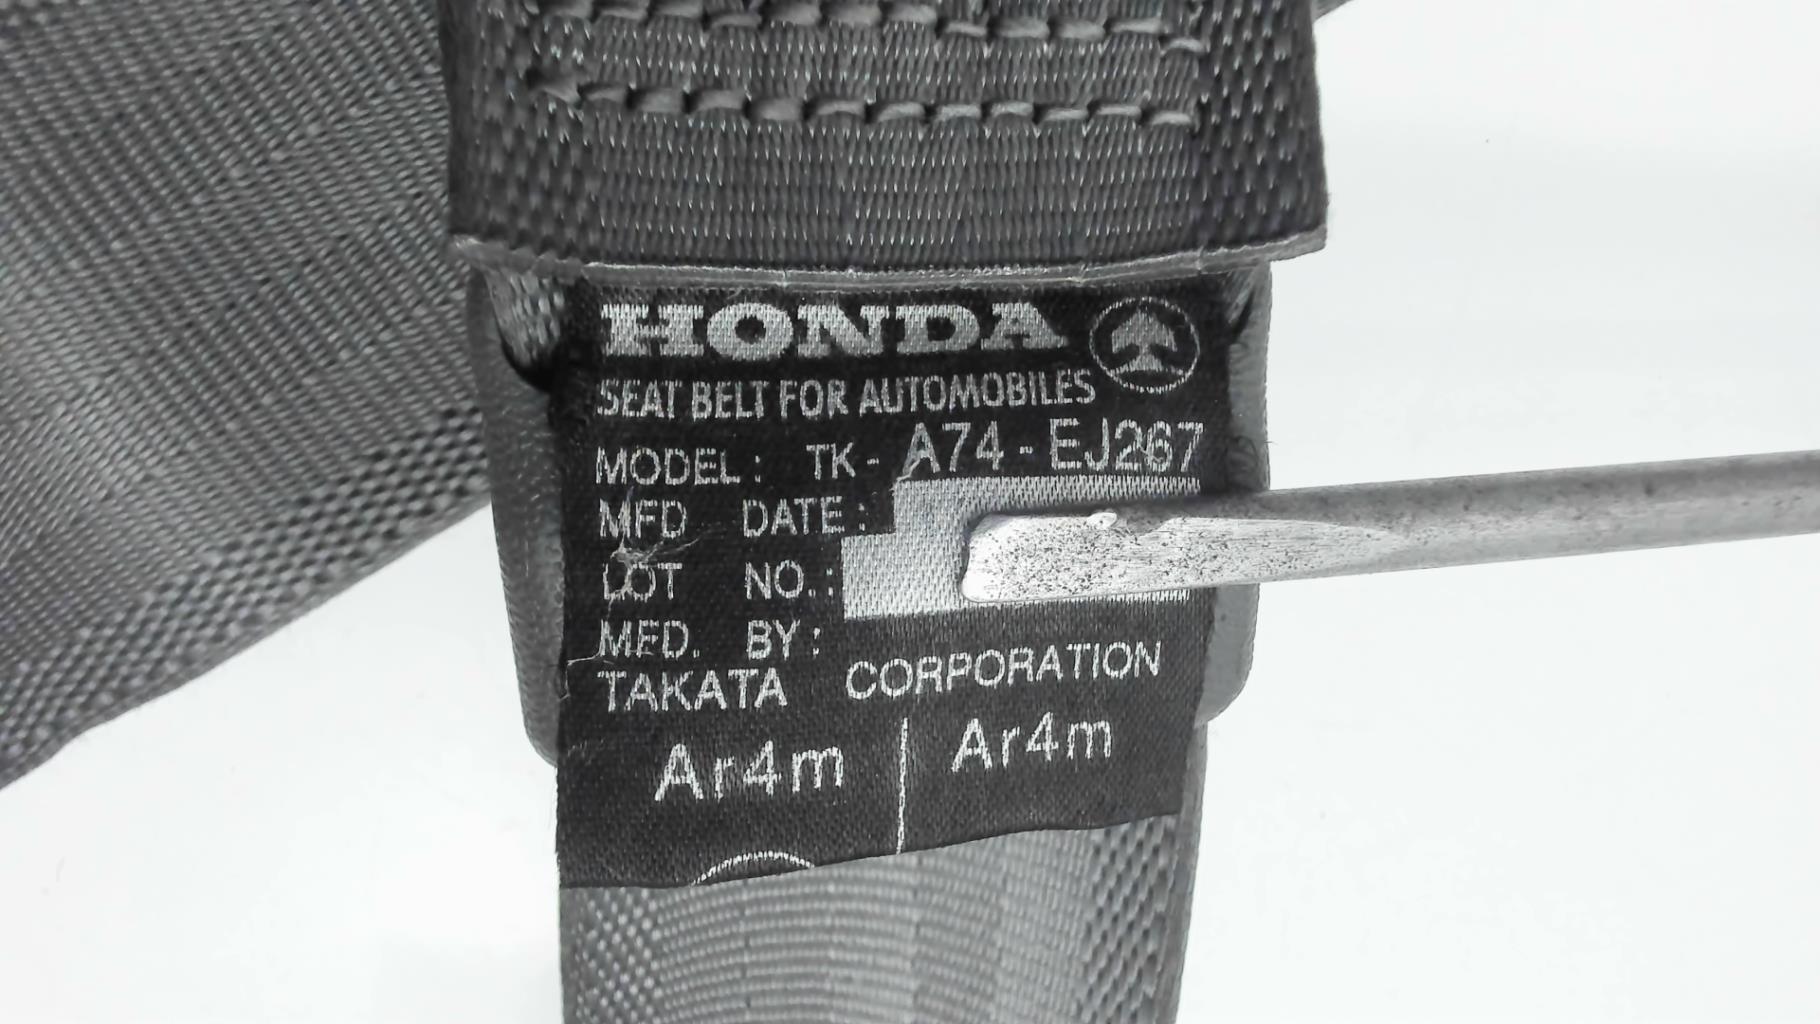 HONDA
SEAT BELT FOR AUTOMOBILES
MODEL: TK- A74-EJ267
MFD DATE:
LOT NO.:
MFD. BY:
TAKATA CORPORATION
Ar4m Ar4m